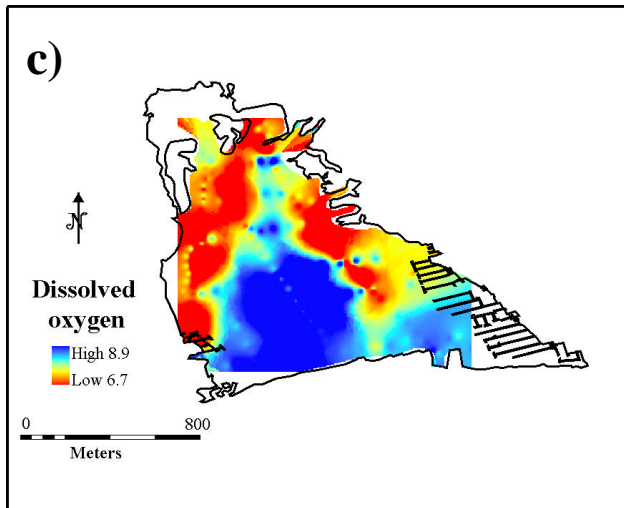 c)
N
Dissolved
oxygen
High 8.9
Low 6.7
0 800
Meters